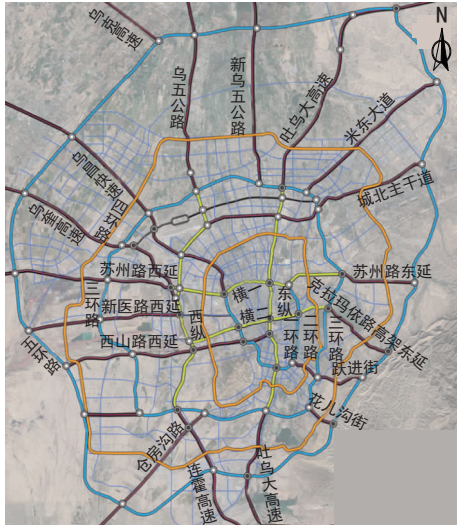 N
乌克高速
乌五公路
新乌五公路
吐乌大高速
米东大道
乌昌快速
四环路
城北主干道
乌奎高速
苏州路西延
苏州路东延
三环路
新医路西延
横一
东纵
克拉玛依路高架东延
西纵
横二
二环路
三环路
三环路
五环路
西山路西延
跃进街
花儿沟街
仓房沟路
连霍高速
吐乌大高速